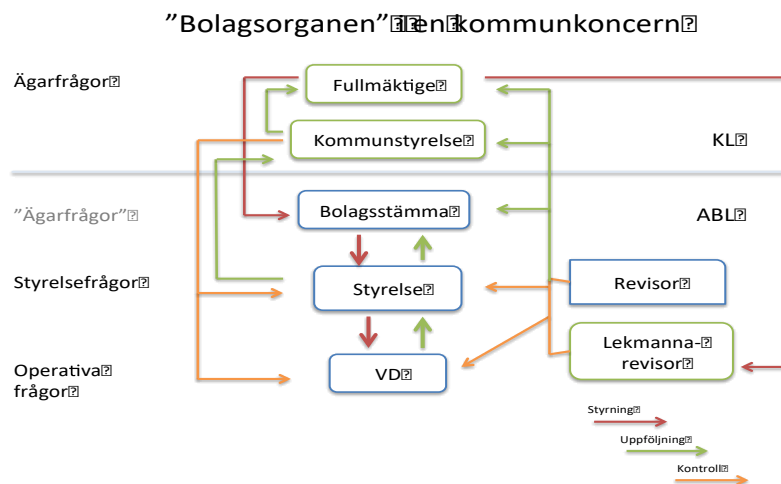 ”Bolagsorganen” i en kommunkoncern
Ägarfrågor
Fullmäktige
Kommunstyrelse
KL
”Ägarfrågor”
Bolagsstämma
ABL
Styrelsefrågor
Styrelse
Revisor
Operativa
frågor
VD
Lekmanna-
revisor
Styrning
Uppföljning
Kontroll